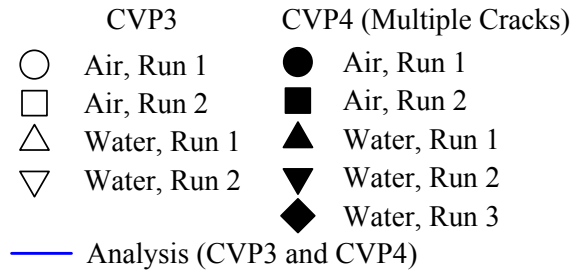 CVP3 CVP4 (Multiple Cracks)
Air, Run 1 Air, Run 1
Air, Run 2 Air, Run 2
Water, Run 1 Water, Run 1
Water, Run 2 Water, Run 2
Water, Run 3
Analysis (CVP3 and CVP4)